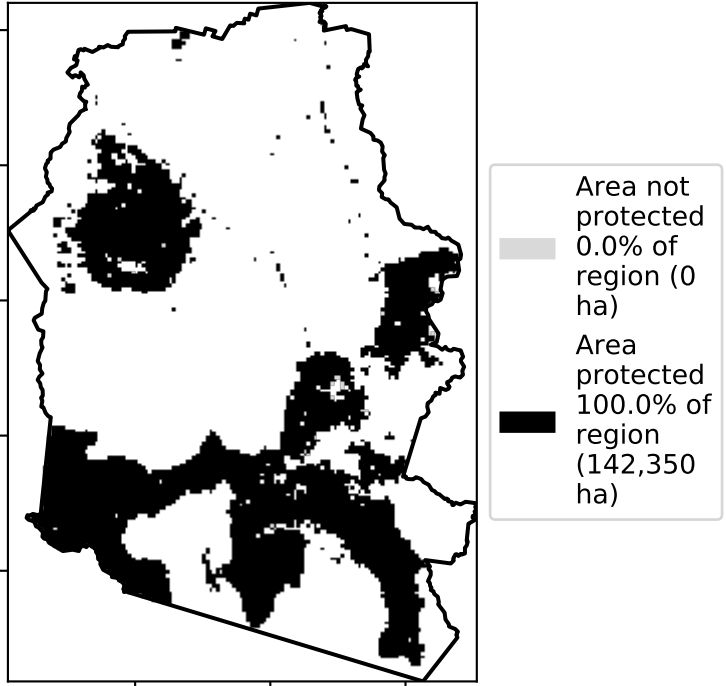 Area not
protected
0.0% of
region (0
ha)
Area
protected
100.0% of
region
(142,350
ha)